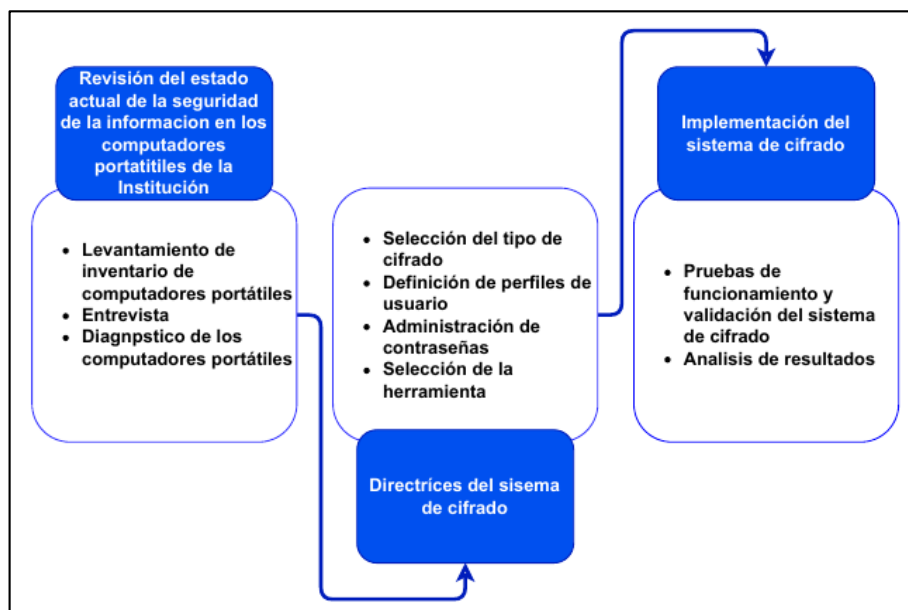 Revisión del estado
actual de la seguridad
de la informacion en los
computadores
portatitiles de la
Institución
• Levantamiento de
inventario de
computadores portátiles
• Entrevista
• Diagnpstico de los
computadores portátiles
• Selección del tipo de
cifrado
• Definición de perfiles de
usuario
• Administración de
contraseñas
• Selección de la
herramienta
Directríces del sisema
de cifrado
Implementación del
sistema de cifrado
• Pruebas de
funcionamiento y
validación del sistema
de cifrado
• Analisis de resultados